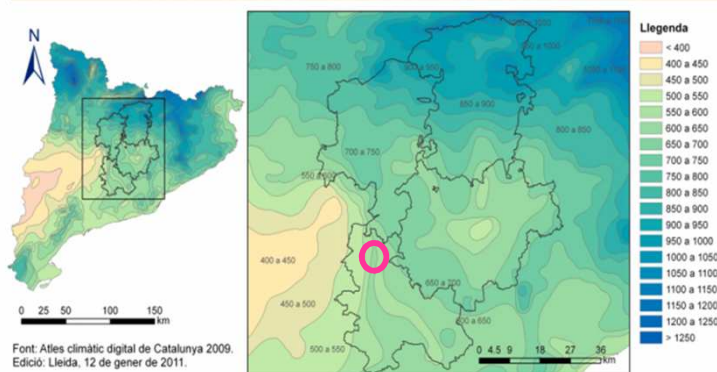 N
0 25 50 100 150
km
Font: Atles climàtic digital de Catalunya 2009.
Edició: Lleida, 12 de gener de 2011.
750 a 800
850 a 900
800 a 850
700 a 750
400 a 450
450 a 500
500 a 550
650 a 700
0 4.5 9 18 27 36
km
Llegenda
< 400
400 a 450
450 a 500
500 a 550
550 a 600
600 a 650
650 a 700
700 a 750
750 a 800
800 a 850
850 a 900
900 a 950
950 a 1000
1000 a 1050
1050 a 1100
1100 a 1150
1150 a 1200
1200 a 1250
> 1250